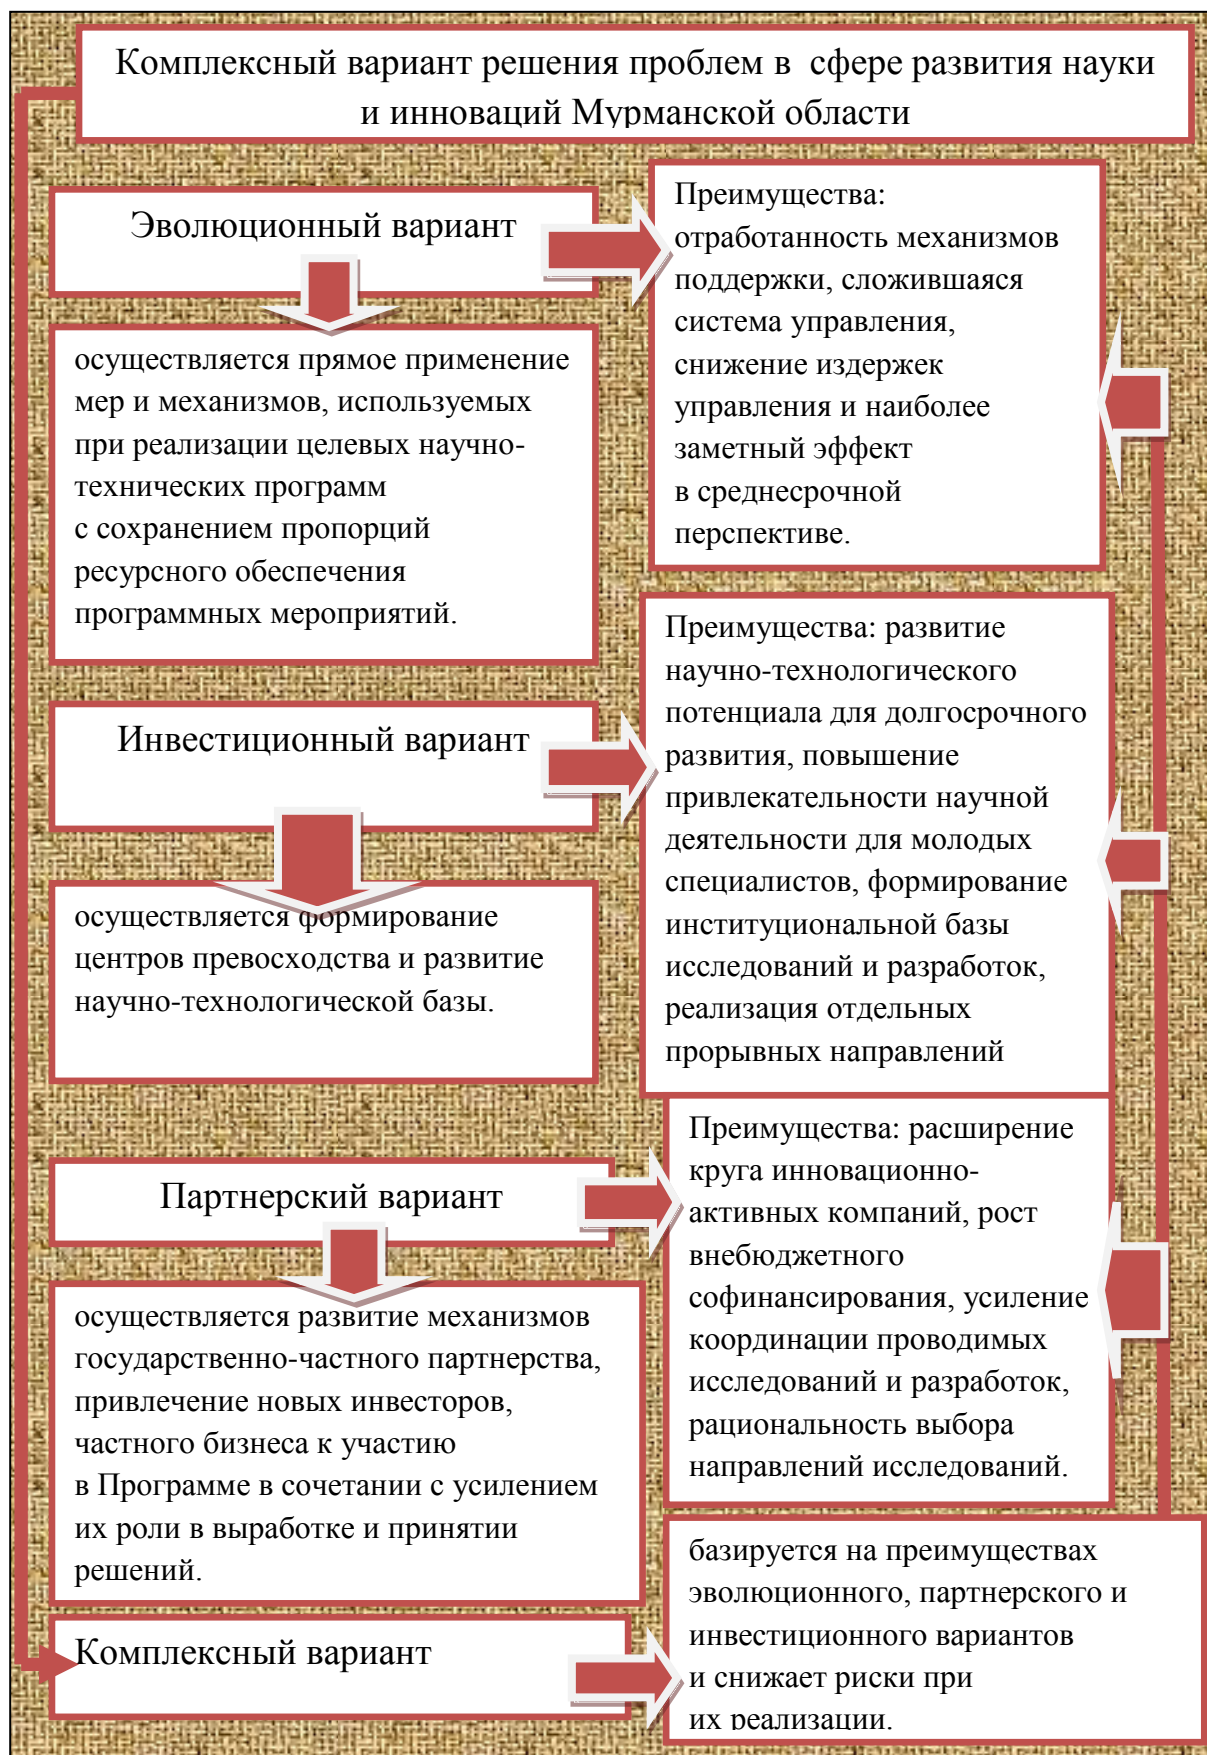 Комплексный вариант решения проблем в сфере развития науки
и инноваций Мурманской области
Эволюционный вариант
Преимущества:
отработанность механизмов
поддержки, сложившаяся
система управления,
снижение издержек
управления и наиболее
заметный эффект
в среднесрочной
перспективе.
осуществляется прямое применение
мер и механизмов, используемых
при реализации целевых научно-
технических программ
с сохранением пропорций
ресурсного обеспечения
программных мероприятий.
Инвестиционный вариант
Преимущества: развитие
научно-технологического
потенциала для долгосрочного
развития, повышение
привлекательности научной
деятельности для молодых
специалистов, формирование
институциональной базы
исследований и разработок,
реализация отдельных
прорывных направлений
осуществляется формирование
центров превосходства и развитие
научно-технологической базы.
Партнерский вариант
Преимущества: расширение
круга инновационно-
активных компаний, рост
внебюджетного
софинансирования, усиление
координации проводимых
исследований и разработок,
рациональность выбора
направлений исследований.
осуществляется развитие механизмов
государственно-частного партнерства,
привлечение новых инвесторов,
частного бизнеса к участию
в Программе в сочетании с усилением
их роли в выработке и принятии
решений.
Комплексный вариант
базируется на преимуществах
эволюционного, партнерского и
инвестиционного вариантов
и снижает риски при
их реализации.